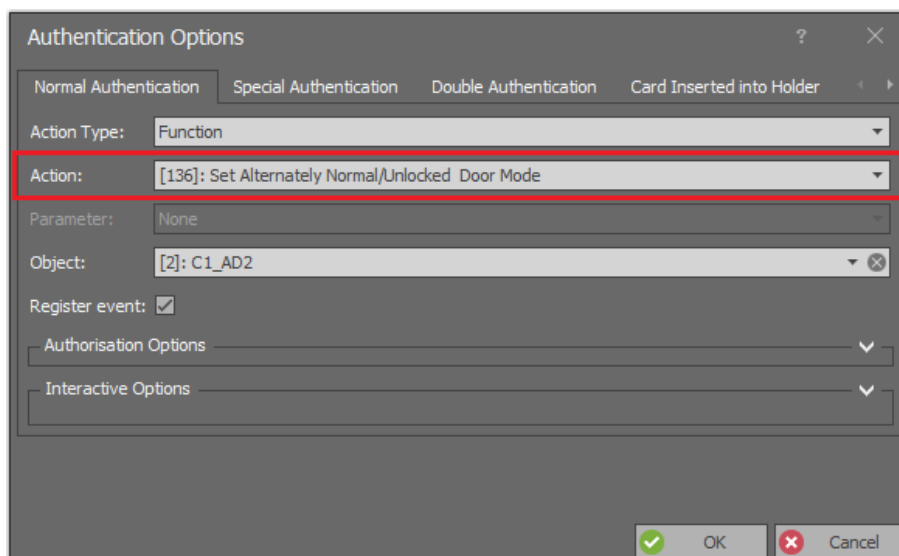 Authentication Options ?
Normal Authentication Special Authentication Double Authentication Card Inserted into Holder
Action Type: Function
Action: [136]: Set Alternately Normal/Unlocked Door Mode
Parameter: None
Object: [2]: C1_AD2
Register event:
Authorisation Options
Interactive Options
OK Cancel